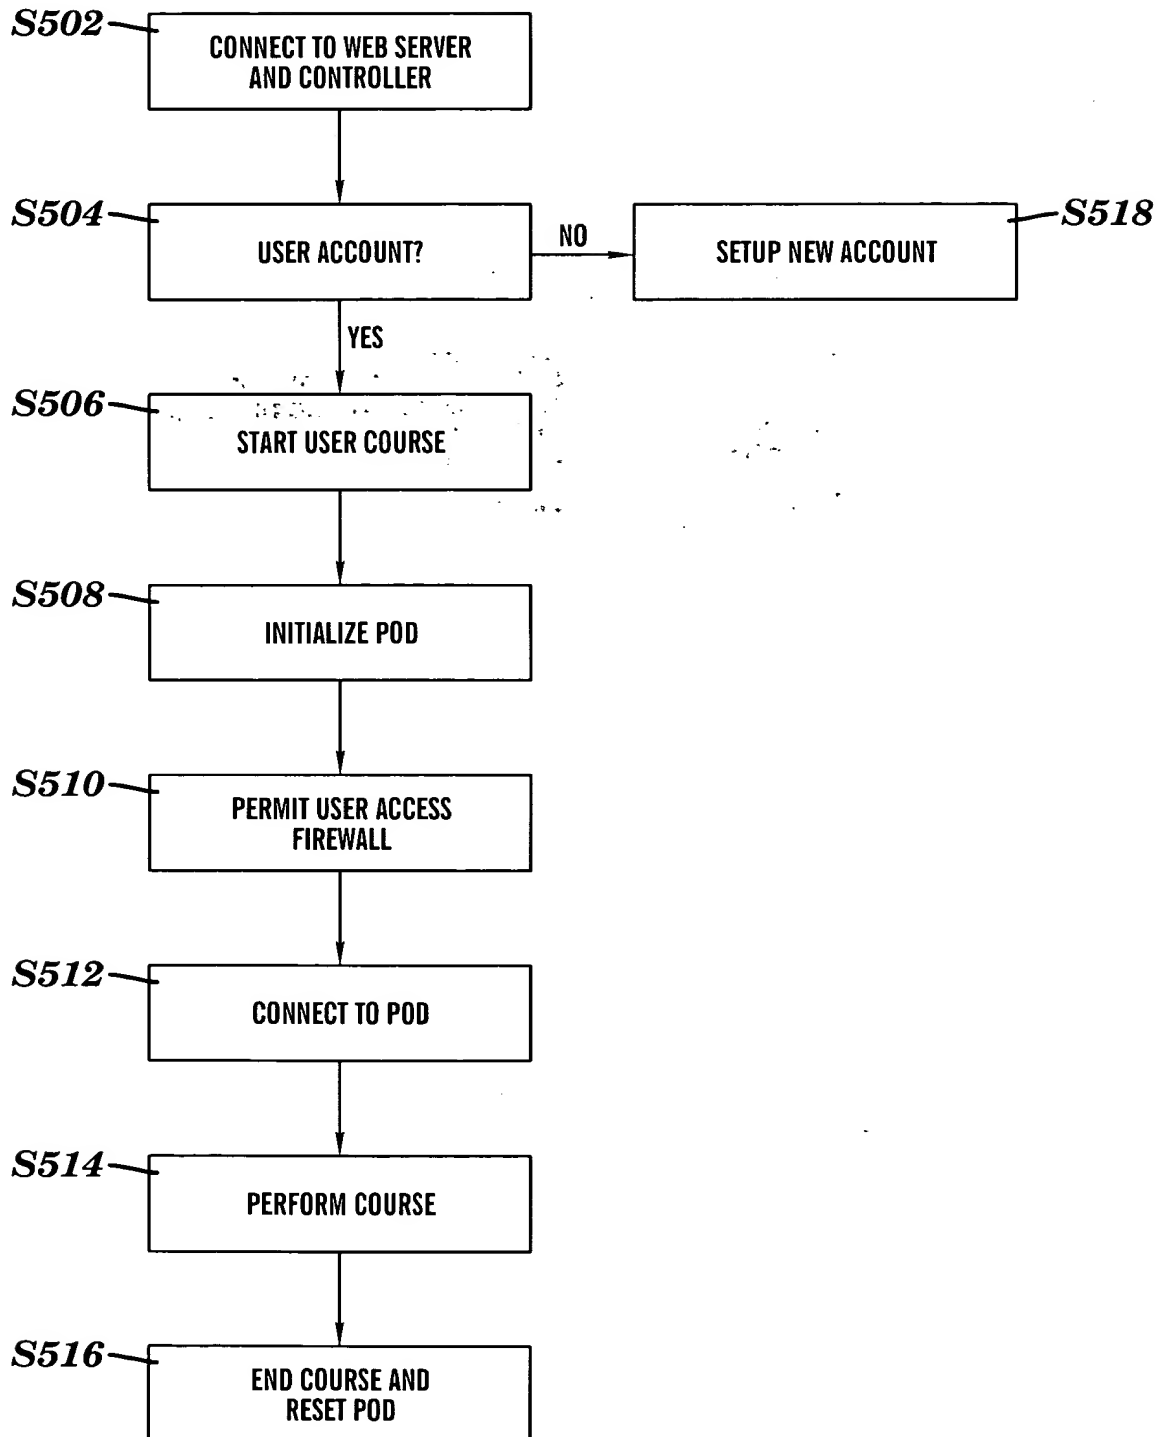 S502
CONNECT TO WEB SERVER
AND CONTROLLER
S504
USER ACCOUNT?
NO
SETUP NEW ACCOUNT
S518
YES
S506
START USER COURSE
S508
INITIALIZE POD
S510
PERMIT USER ACCESS
FIREWALL
S512
CONNECT TO POD
S514
PERFORM COURSE
S516
END COURSE AND
RESET POD